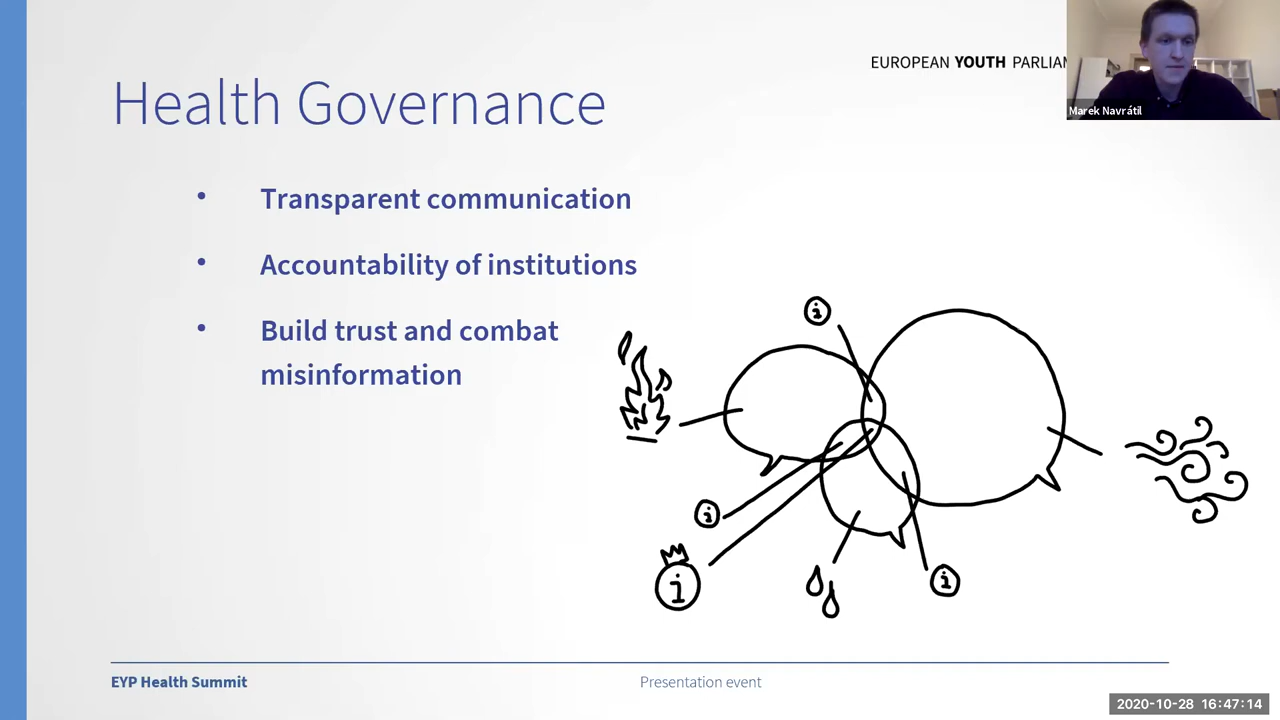 EUROPEAN YOUTH PARLIAM
Marek Navrátil
Health Governance
• Transparent communication
• Accountability of institutions
• Build trust and combat
misinformation
i
i
i
i
EYP Health Summit
Presentation event
2020-10-28 16:47:14